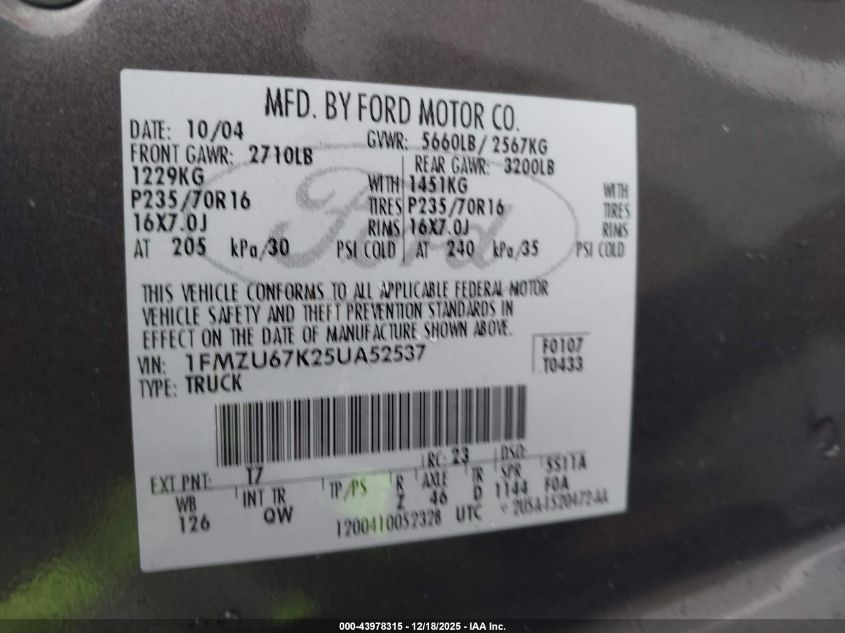 MFD. BY FORD MOTOR CO.
DATE: 10/04 GVWR: 5660LB/ 2567KG
FRONT GAWR: 2710LB REAR GAWR: 3200LB
1229KG WITH 1451KG WITH
P235/70R16 TIRES P235/70R16 TIRES
16X7.0J RIMS 16X7.0J RIMS
AT 205 kPa/30 PSI COLD AT 240 kPa/35 PSI COLD
Ford
THIS VEHICLE CONFORMS TO ALL APPLICABLE FEDERAL MOTOR
VEHICLE SAFETY AND THEFT PREVENTION STANDARDS IN
EFFECT ON THE DATE OF MANUFACTURE SHOWN ABOVE.
VIN: 1FMZU67K25UA52537 F0107
TYPE: TRUCK T0433
EXT PNT: T7 RC: 23 DSO:
WB INT TR TP/PS R AXLE TR SPR 5S1TA
126 QW Z 46 D 1144 F0A
1200410052328 UTC 2U5A-1520472-AA
000-43978315 - 12/18/2025 - IAA Inc.